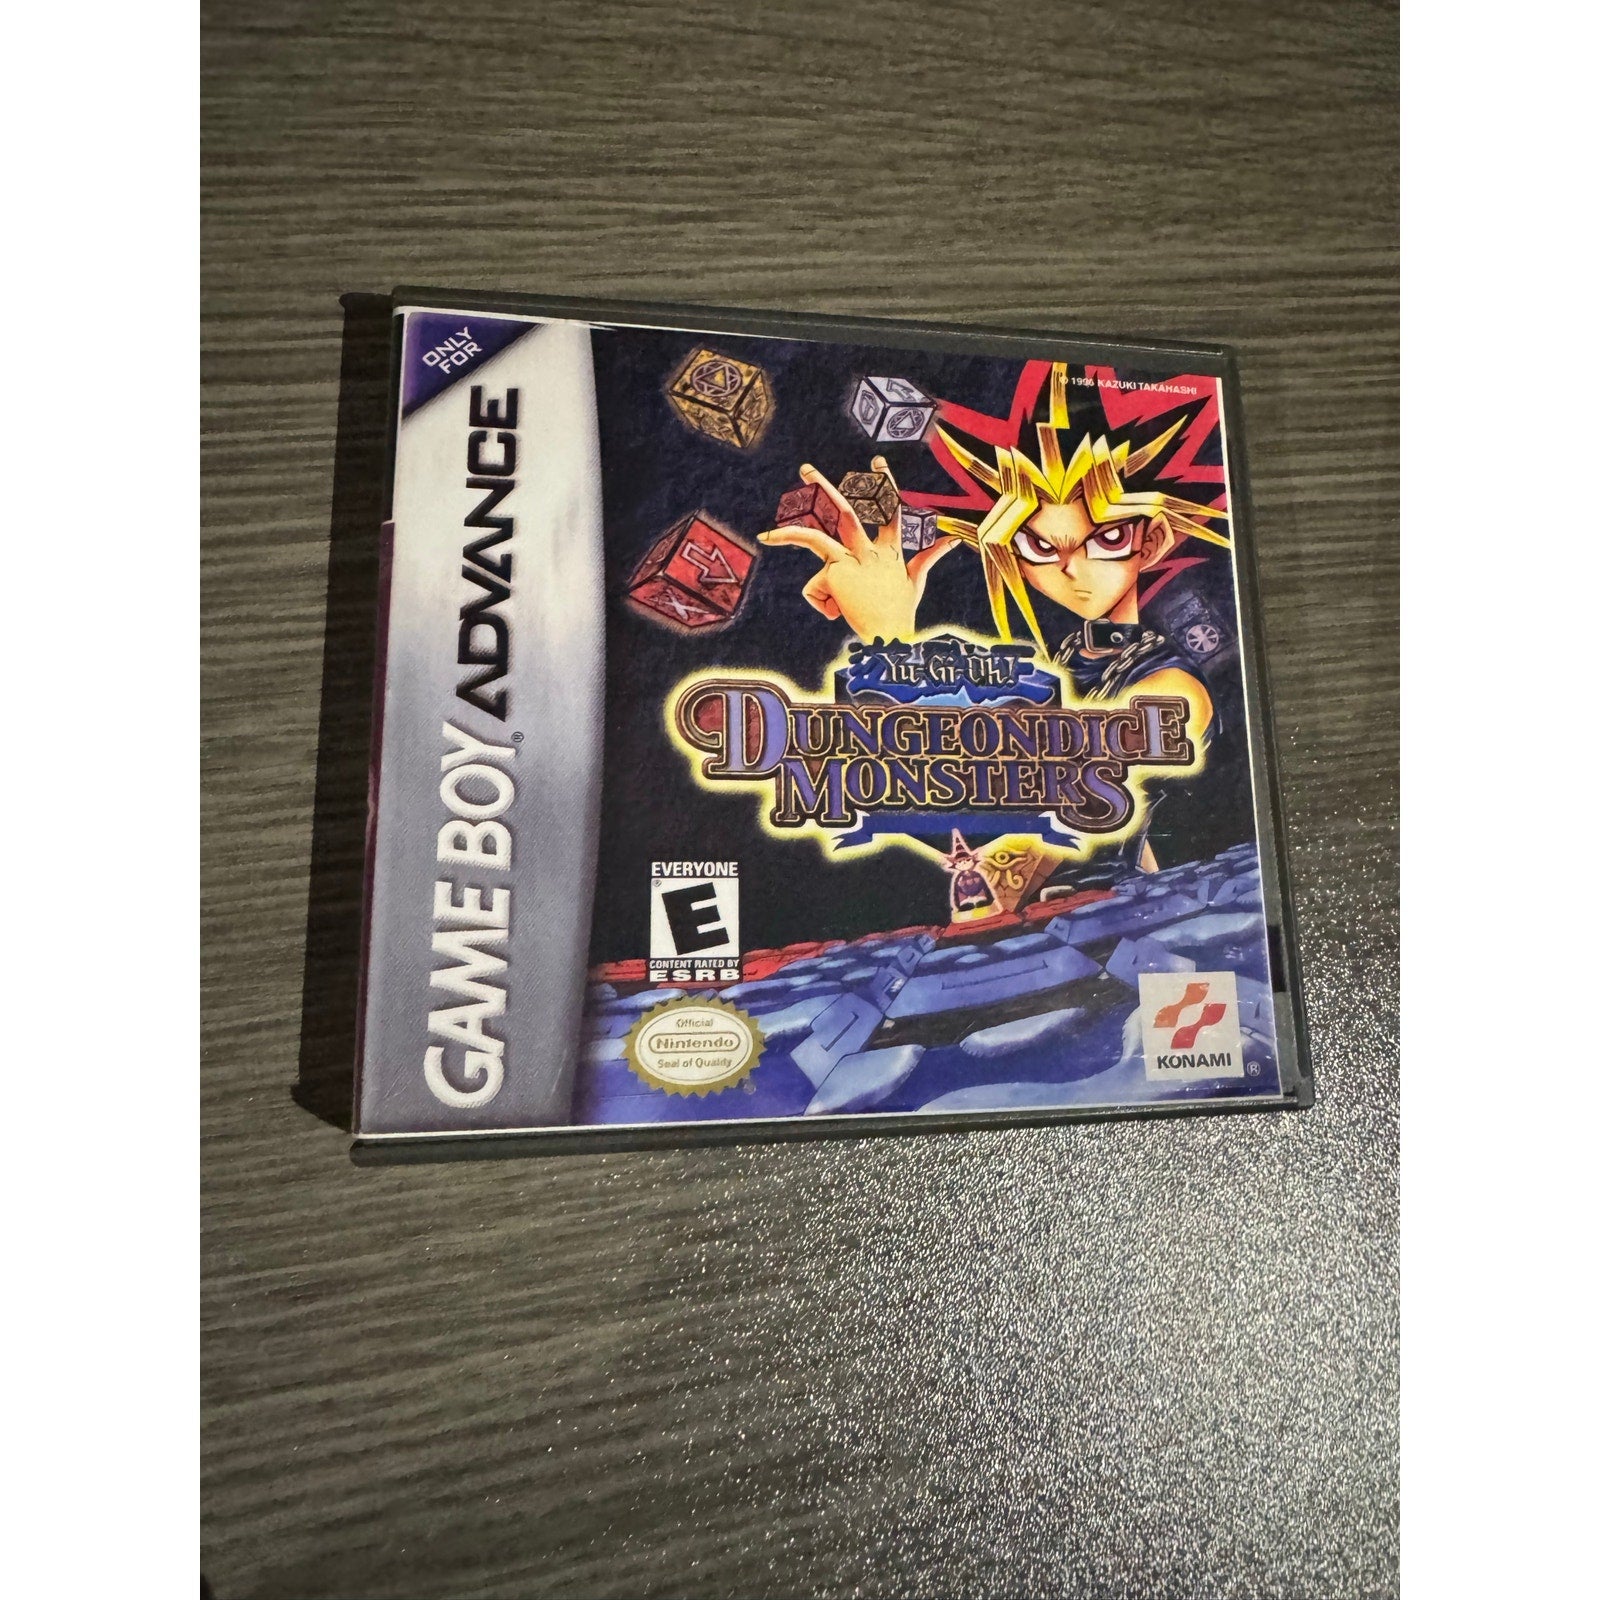 ONLY
FOR
GAME BOY ADVANCE
®
© 1996 KAZUKI TAKAHASHI
Yu-Gi-Oh!
DUNGEONDICE
MONSTERS
EVERYONE
®
E
CONTENT RATED BY
ESRB
Official
Nintendo
Seal of Quality
KONAMI
®